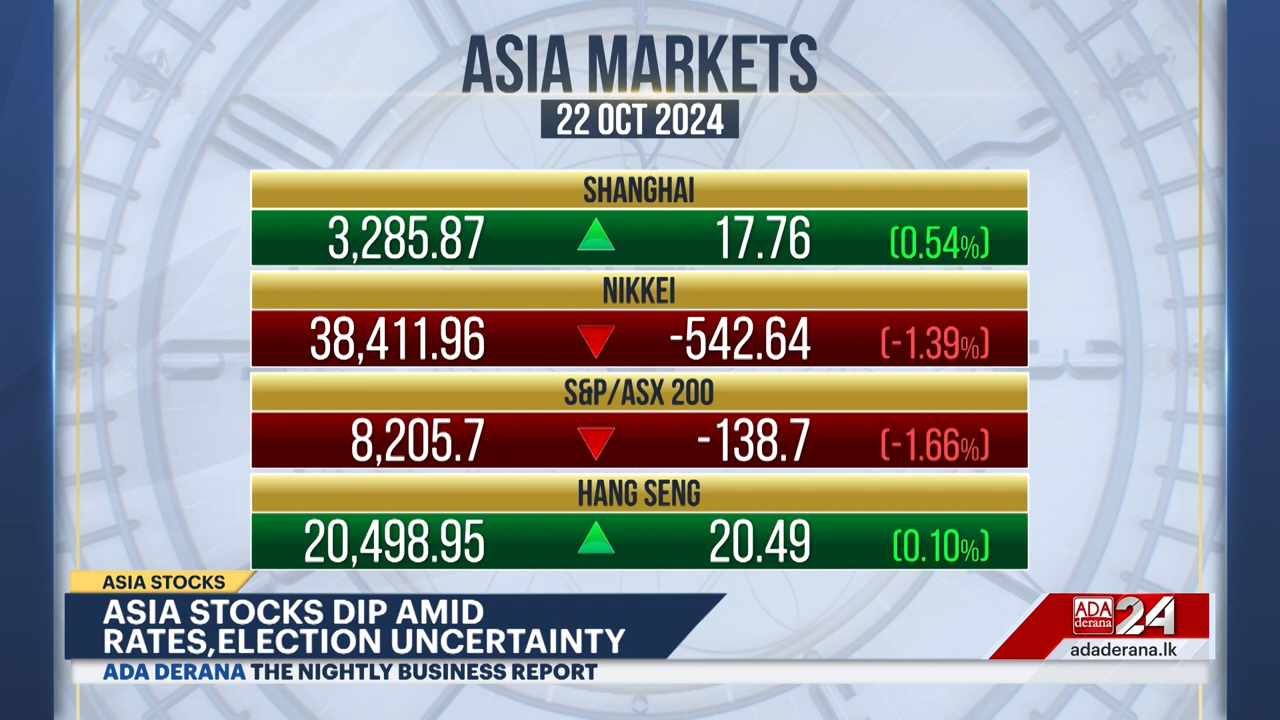 ASIA MARKETS
22 OCT 2024
SHANGHAI
3,285.87 17.76 (0.54%)
NIKKEI
38,411.96 -542.64 (-1.39%)
S&P/ASX 200
8,205.7 -138.7 (-1.66%)
HANG SENG
20,498.95 20.49 (0.10%)
ASIA STOCKS
ASIA STOCKS DIP AMID
RATES,ELECTION UNCERTAINTY
ADA DERANA THE NIGHTLY BUSINESS REPORT
ADA
derana 24
adaderana.lk